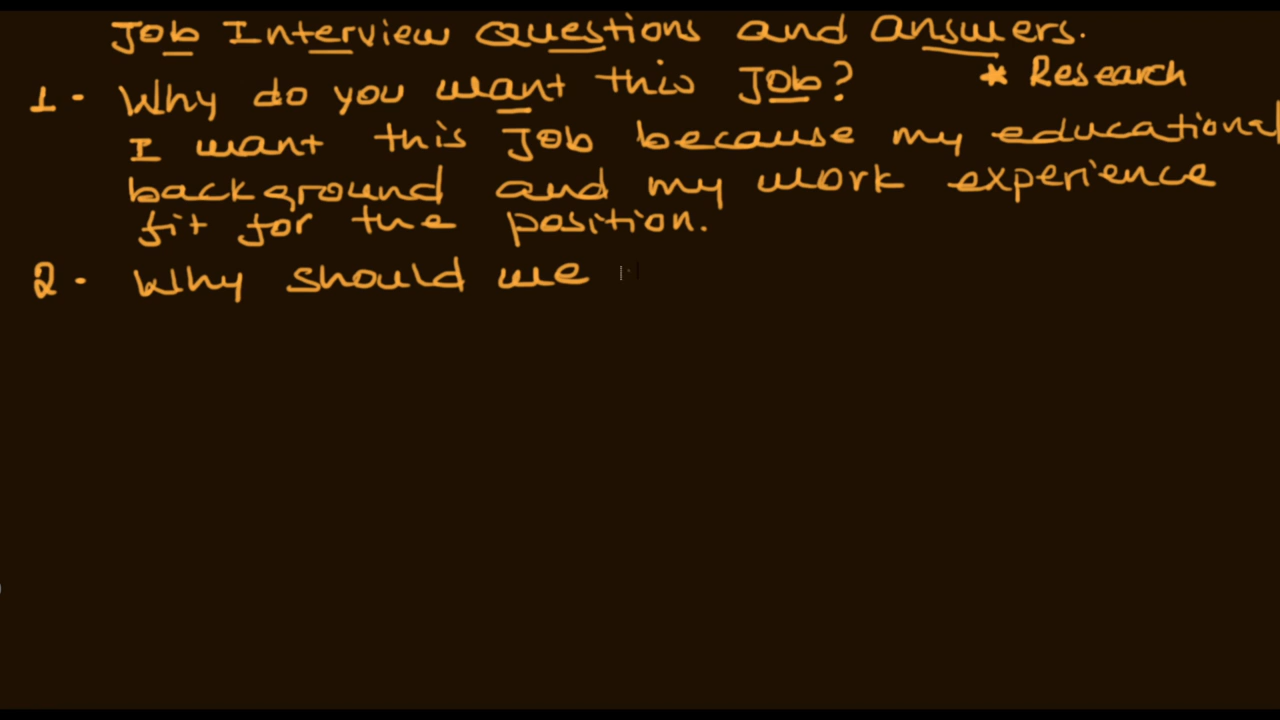 Job Interview Questions and Answers.
1- Why do you want this Job? * Research
I want this Job because my educational
background and my work experience
fit for the position.
2- Why should we